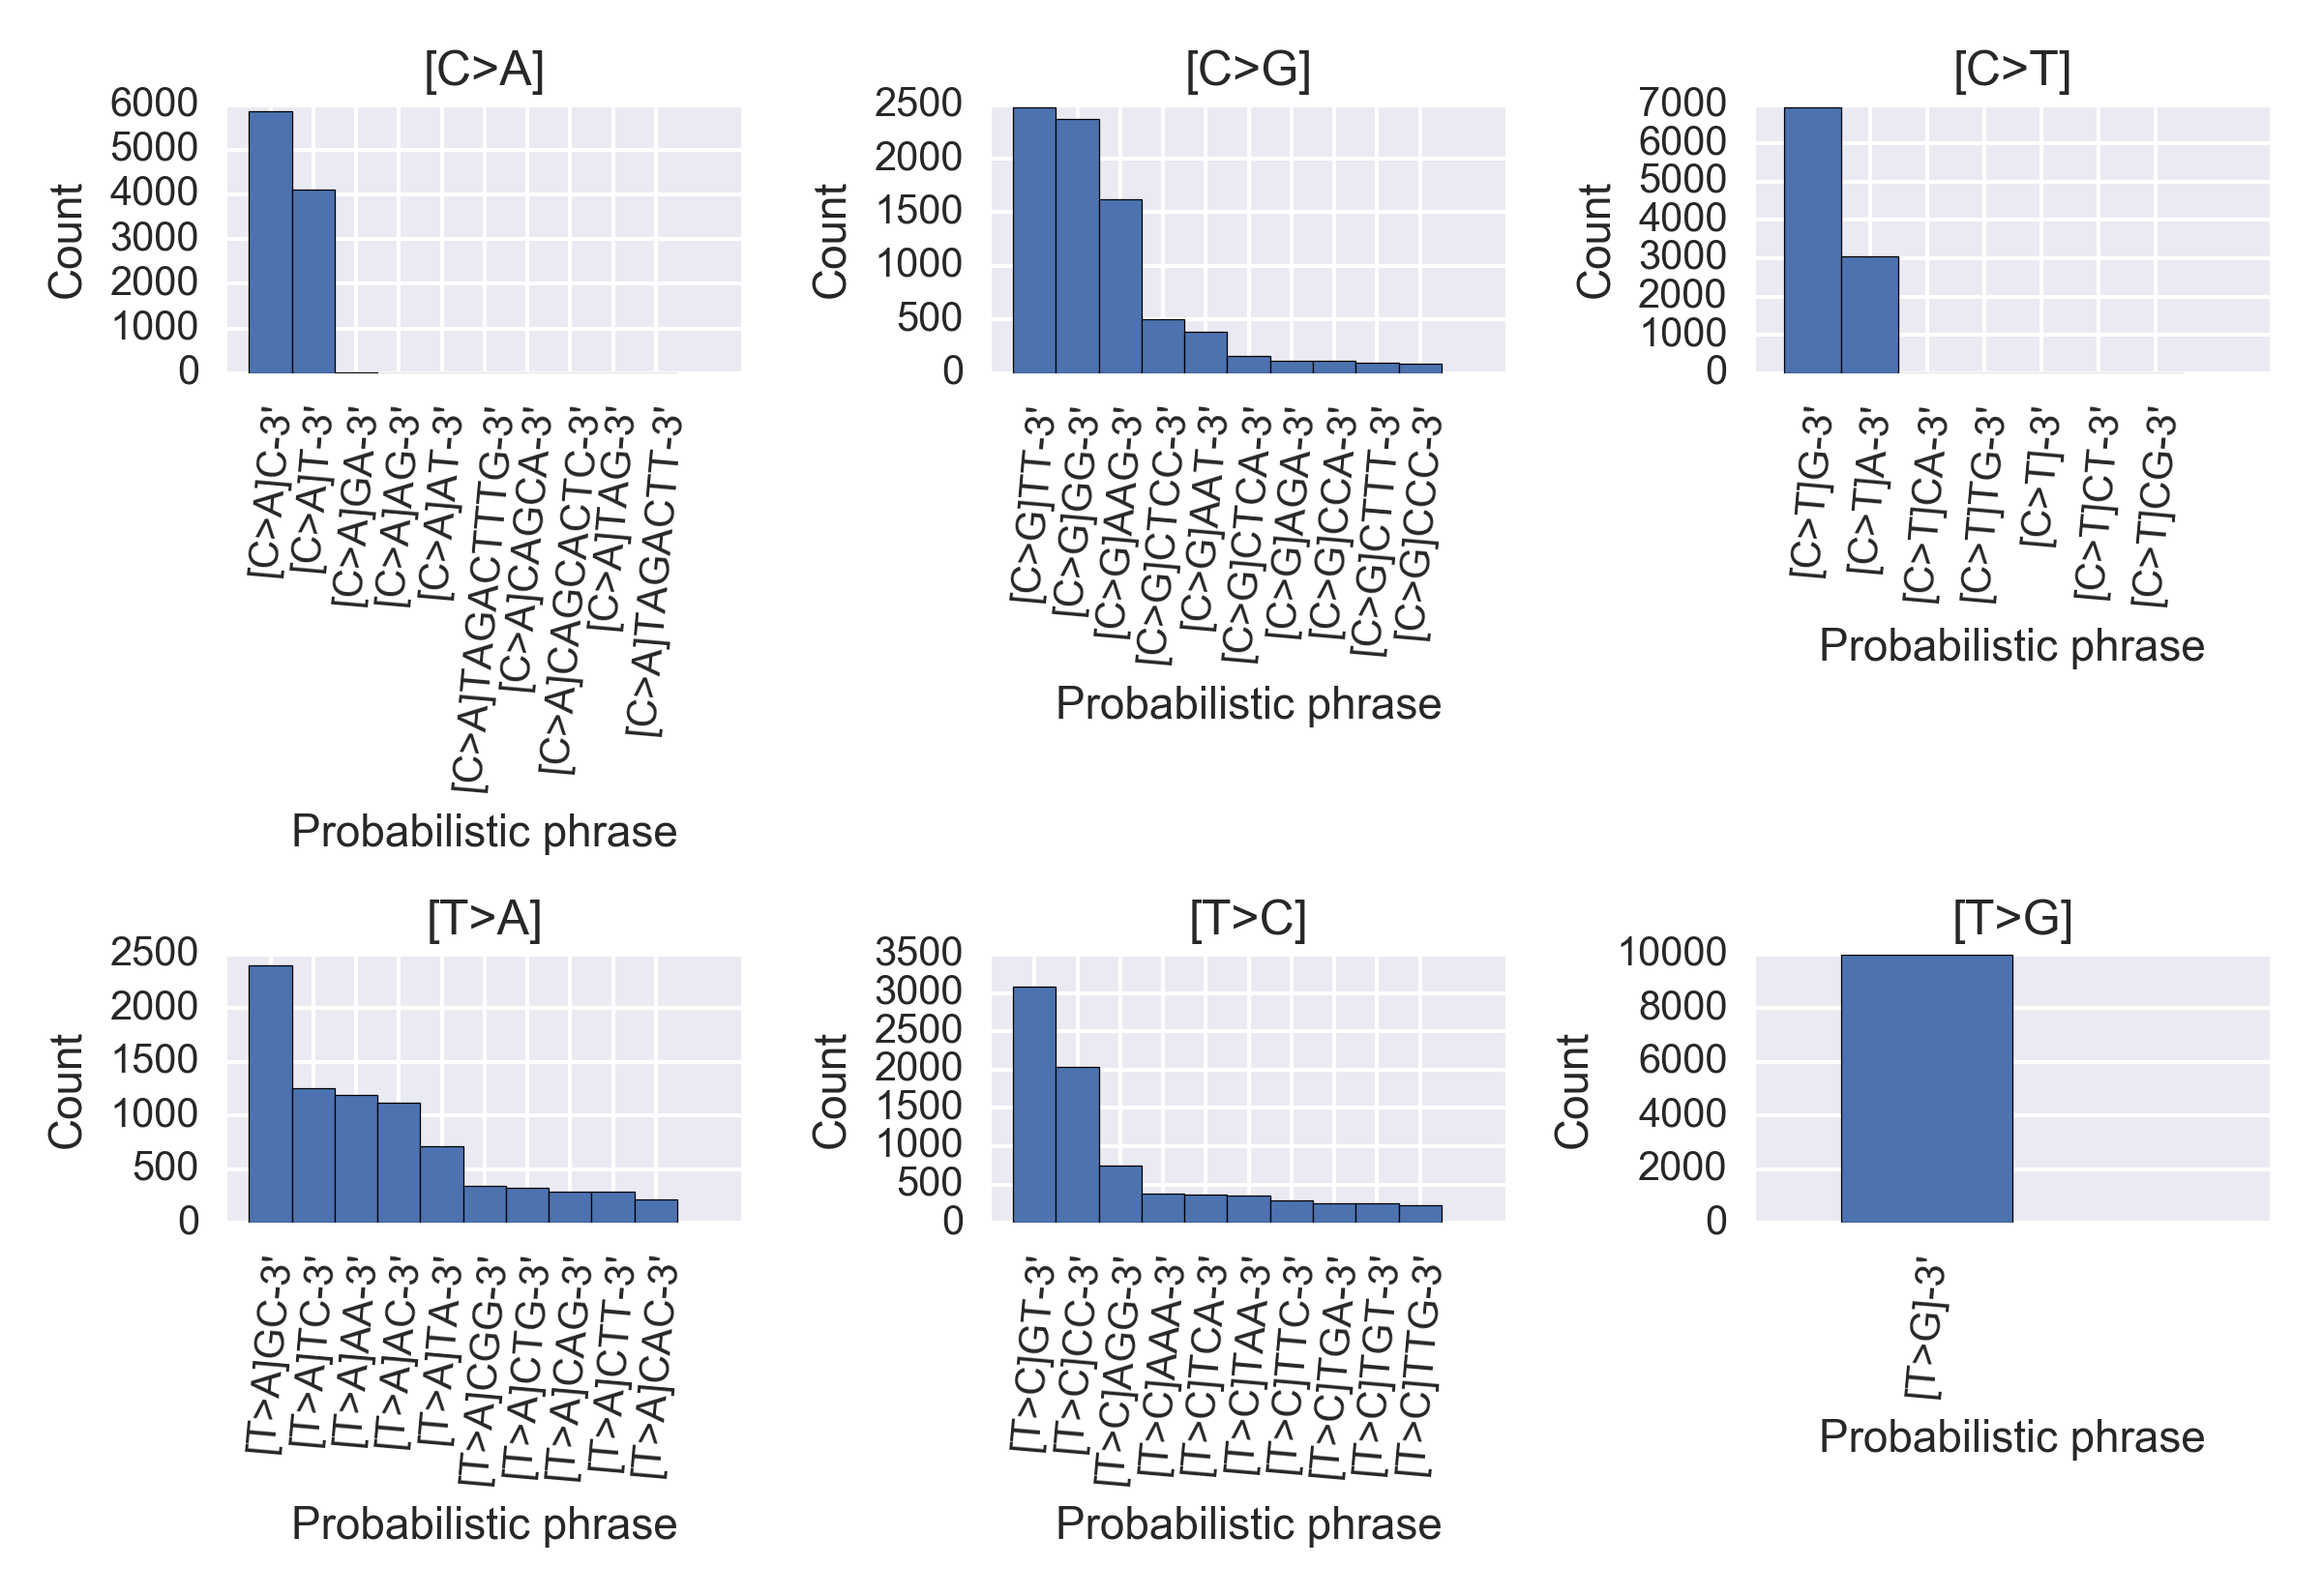 [C>A]
6000
5000
4000
3000
2000
1000
0
Count
[C>A]C-3'
[C>A]T-3'
[C>A]GA-3'
[C>A]AG-3'
[C>A]AT-3'
[C>A]TAGACTTTG-3'
[C>A]CAGCA-3'
[C>A]CAGCACTC-3'
[C>A]TAG-3'
[C>A]TAGACTT-3'
Probabilistic phrase
[C>G]
2500
2000
1500
1000
500
0
Count
[C>G]TT-3'
[C>G]GG-3'
[C>G]AAG-3'
[C>G]CTCC-3'
[C>G]AAT-3'
[C>G]CTCA-3'
[C>G]AGA-3'
[C>G]CCA-3'
[C>G]CTTT-3'
[C>G]CCC-3'
Probabilistic phrase
[C>T]
7000
6000
5000
4000
3000
2000
1000
0
Count
[C>T]G-3'
[C>T]A-3'
[C>T]CA-3'
[C>T]TG-3'
[C>T]-3'
[C>T]CT-3'
[C>T]CG-3'
Probabilistic phrase
[T>A]
2500
2000
1500
1000
500
0
Count
[T>A]GC-3'
[T>A]TC-3'
[T>A]AA-3'
[T>A]AC-3'
[T>A]TA-3'
[T>A]CGG-3'
[T>A]CTG-3'
[T>A]CAG-3'
[T>A]CTT-3'
[T>A]CAC-3'
Probabilistic phrase
[T>C]
3500
3000
2500
2000
1500
1000
500
0
Count
[T>C]GT-3'
[T>C]CC-3'
[T>C]AGG-3'
[T>C]AAA-3'
[T>C]TCA-3'
[T>C]TAA-3'
[T>C]TTC-3'
[T>C]TGA-3'
[T>C]TGT-3'
[T>C]TTG-3'
Probabilistic phrase
[T>G]
10000
8000
6000
4000
2000
0
Count
[T>G]-3'
Probabilistic phrase